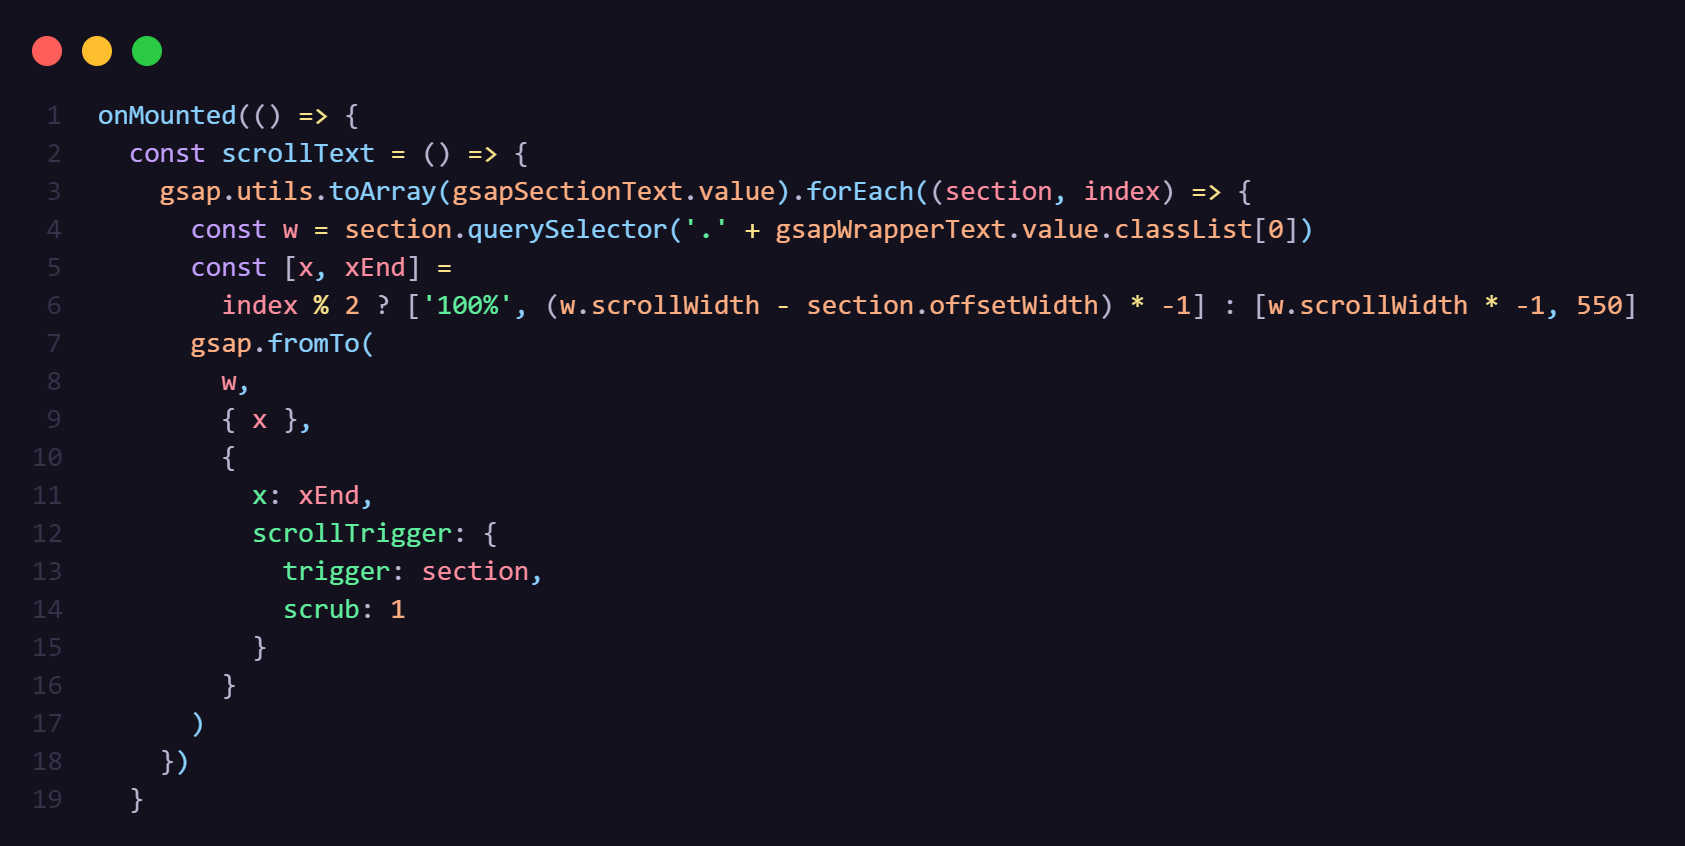 1 onMounted(() => {
2   const scrollText = () => {
3     gsap.utils.toArray(gsapSectionText.value).forEach((section, index) => {
4       const w = section.querySelector('.' + gsapWrapperText.value.classList[0])
5       const [x, xEnd] =
6         index % 2 ? ['100%', (w.scrollWidth - section.offsetWidth) * -1] : [w.scrollWidth * -1, 550]
7       gsap.fromTo(
8         w,
9         { x },
10         {
11           x: xEnd,
12           scrollTrigger: {
13             trigger: section,
14             scrub: 1
15           }
16         }
17       )
18     })
19   }